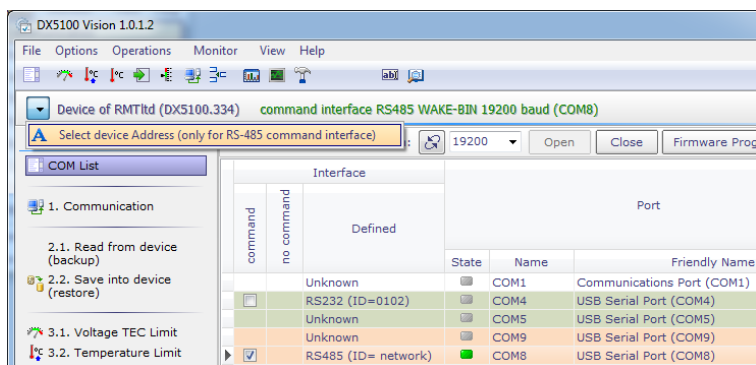 DX5100 Vision 1.0.1.2
File Options Operations Monitor View Help
Device of RMTltd (DX5100.334) command interface RS485 WAKE-BIN 19200 baud (COM8)
A Select device Address (only for RS-485 command interface)
19200 Open Close Firmware Prog
COM List
Interface
command
no command
Defined
Port
State Name Friendly Name
1. Communication
2.1. Read from device
(backup)
2.2. Save into device
(restore)
3.1. Voltage TEC Limit
3.2. Temperature Limit
Unknown COM1 Communications Port (COM1)
RS232 (ID=0102) COM4 USB Serial Port (COM4)
Unknown COM5 USB Serial Port (COM5)
Unknown COM9 USB Serial Port (COM9)
RS485 (ID= network) COM8 USB Serial Port (COM8)